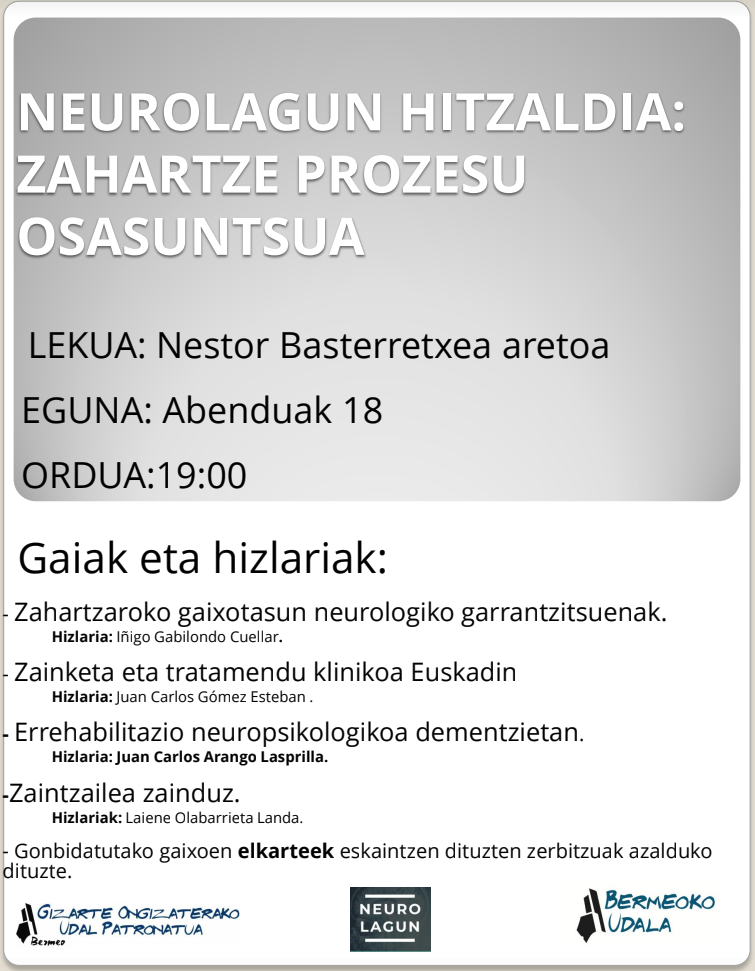 NEUROLAGUN HITZALDIA:
ZAHARTZE PROZESU
OSASUNTSUA
LEKUA: Nestor Basterretxea aretoa
EGUNA: Abenduak 18
ORDUA:19:00
Gaiak eta hizlariak:
- Zahartzaroko gaixotasun neurologiko garrantzitsuenak.
Hizlaria: Iñigo Gabilondo Cuellar.
- Zainketa eta tratamendu klinikoa Euskadin
Hizlaria: Juan Carlos Gómez Esteban .
- Errehabilitazio neuropsikologikoa dementzietan.
Hizlaria: Juan Carlos Arango Lasprilla.
-Zaintzailea zainduz.
Hizlariak: Laiene Olabarrieta Landa.
- Gonbidatutako gaixoen elkarteek eskaintzen dituzten zerbitzuak azalduko
dituzte.
GIZARTE ONGIZATERAKO
UDAL PATRONATUA
Bermeo
NEURO
LAGUN
BERMEOKO
UDALA